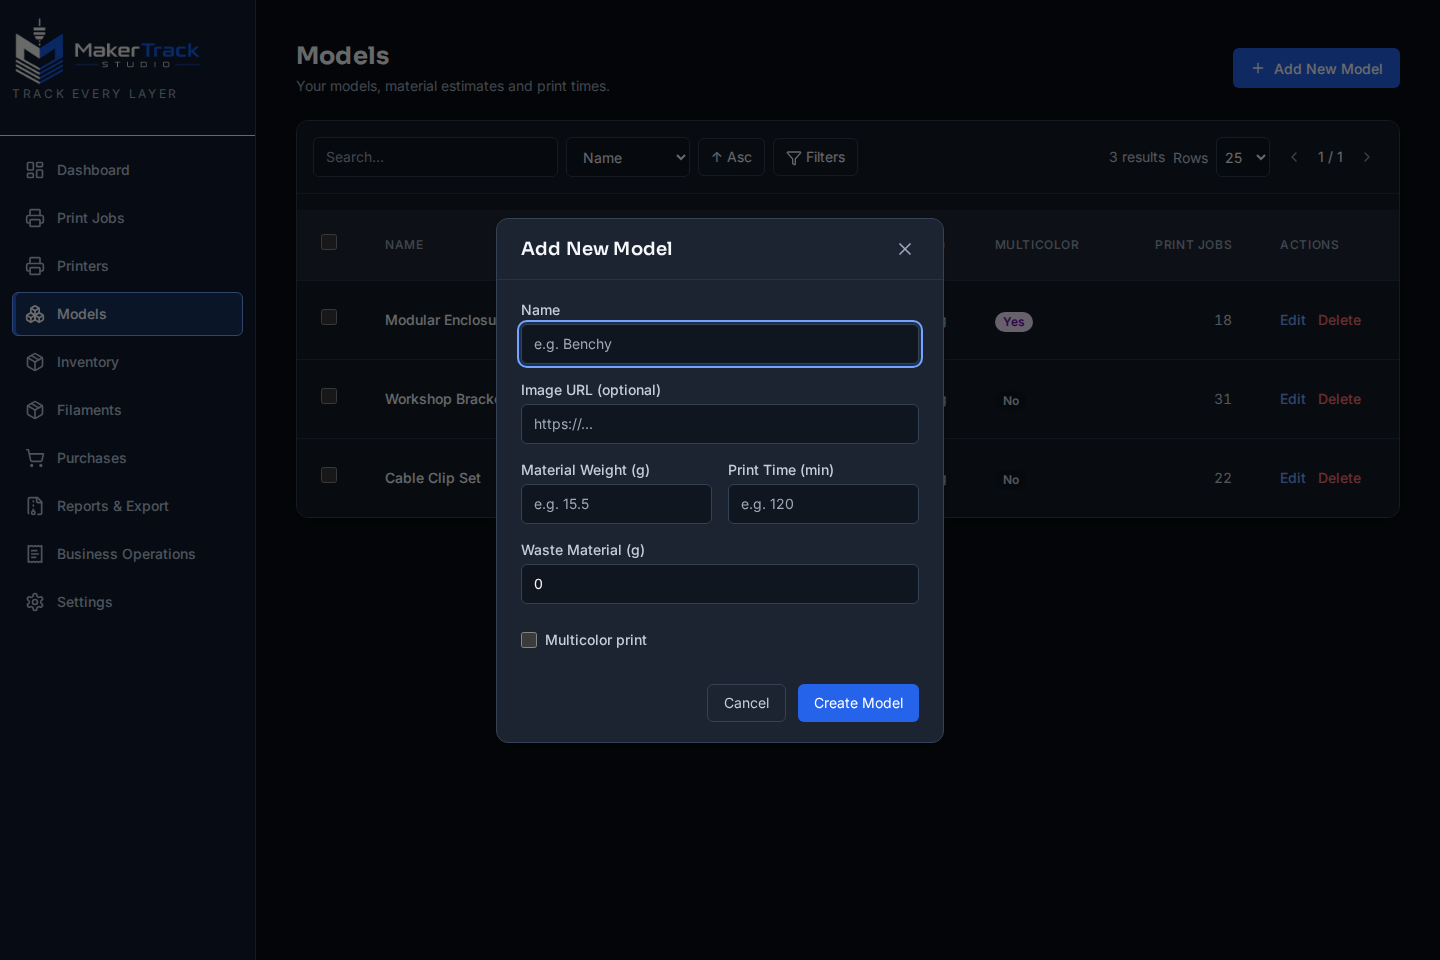 MakerTrack
STUDIO
TRACK EVERY LAYER
Dashboard
Print Jobs
Printers
Models
Inventory
Filaments
Purchases
Reports & Export
Business Operations
Settings
Models
Your models, material estimates and print times.
+ Add New Model
Search...
Name
↑ Asc
Filters
3 results Rows 25 1 / 1
NAME MULTICOLOR PRINT JOBS ACTIONS
Modular Yes 18 Edit Delete
Workshop No 31 Edit Delete
Cable Clip Set No 22 Edit Delete
Add New Model
Name
e.g. Benchy
Image URL (optional)
https://...
Material Weight (g) Print Time (min)
e.g. 15.5 e.g. 120
Waste Material (g)
0
Multicolor print
Cancel Create Model